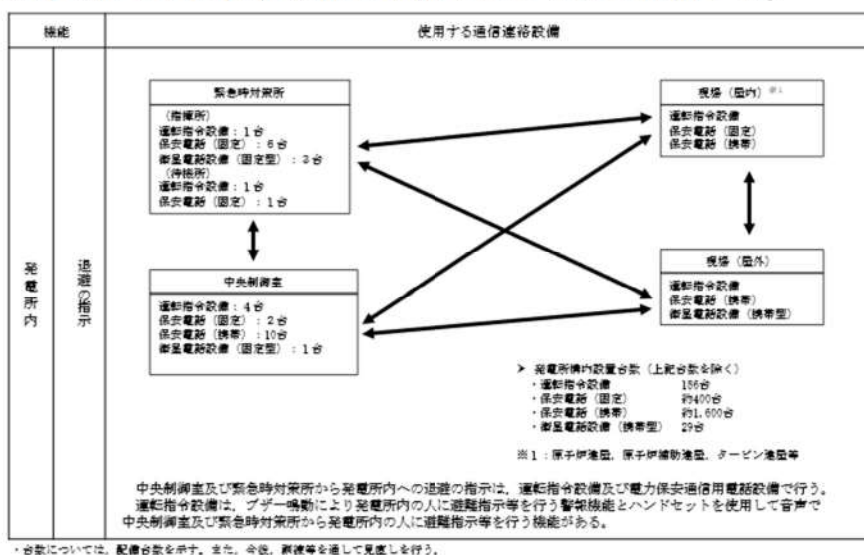 機能
使用する通信連絡設備
発電所内
退避の指示
緊急時対策所
(指揮所)
運転指令設備:1台
保安電話(固定):6台
衛星電話設備(固定型):3台
(待機所)
運転指令設備:1台
保安電話(固定):1台
中央制御室
運転指令設備:4台
保安電話(固定):2台
保安電話(携帯):10台
衛星電話設備(固定型):1台
現場(屋内)※1
運転指令設備
保安電話(固定)
保安電話(携帯)
現場(屋外)
運転指令設備
保安電話(携帯)
衛星電話設備(携帯型)
➤ 発電所構内設置台数(上記台数を除く)
・運転指令設備 186台
・保安電話(固定) 約400台
・保安電話(携帯) 約1,600台
・衛星電話設備(携帯型) 29台
※1:原子炉建屋,原子炉補助建屋,タービン建屋等
中央制御室及び緊急時対策所から発電所内への退避の指示は,運転指令設備及び電力保安通信用電話設備で行う。
運転指令設備は,ブザー鳴動により発電所内の人に避難指示等を行う警報機能とハンドセットを使用して音声で
中央制御室及び緊急時対策所から発電所内の人に避難指示等を行う機能がある。
・台数については,配備台数を示す。また,今後,訓練等を通して見直しを行う。